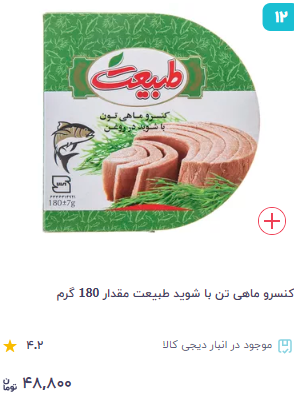 ۱۲
طبیعت
کنسرو ماهی تون
با شوید در روغن
180±7g
کنسرو ماهی تن با شوید طبیعت مقدار 180 گرم
موجود در انبار دیجی کالا
۴.۲
۴۸,۸۰۰ تومان